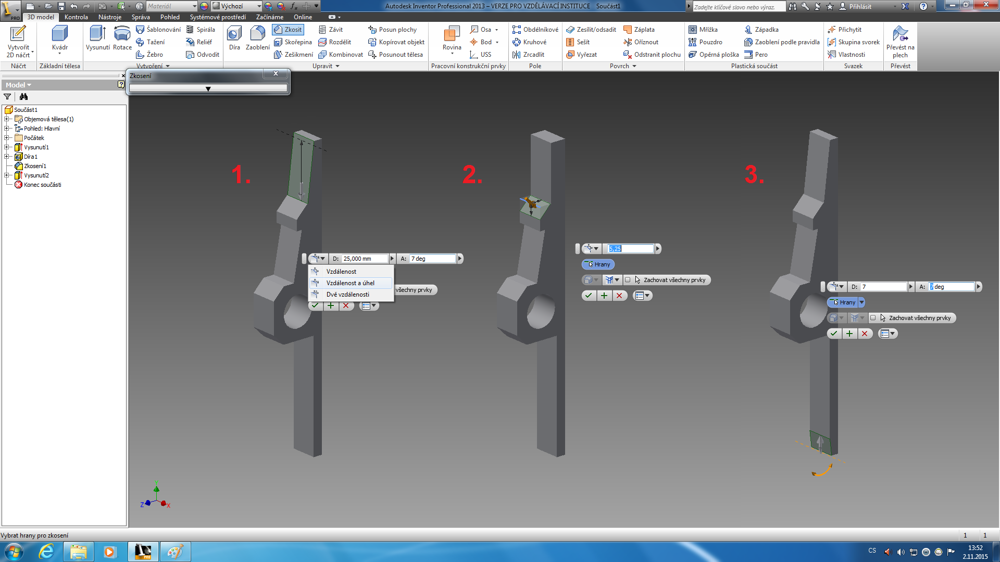 PRO
Materiál
Výchozí
Autodesk Inventor Professional 2013 – VERZE PRO VZDĚLÁVACÍ INSTITUCE Součást1
Zadejte klíčové slovo nebo výraz.
Přihlásit
3D model Kontrola Nástroje Správa Pohled Systémové prostředí Začínáme Online
Vytvořit 2D náčrt
Kvádr
Vysunutí
Rotace
Šablonování
Tažení
Žebro
Spirála
Reliéf
Odvodit
Díra
Zaoblení
Zkosit
Skořepina
Zešikmení
Závit
Rozdělit
Kombinovat
Posun plochy
Kopírovat objekt
Posunout tělesa
Rovina
Osa
Bod
USS
Obdélníkové
Kruhové
Zrcadlit
Zesílit/odsadit
Sešít
Vyřezat
Záplata
Oříznout
Odstranit plochu
Mřížka
Pouzdro
Opěrná ploška
Západka
Zaoblení podle pravidla
Pero
Přichytit
Skupina svorek
Vlastnosti
Převést na plech
Náčrt Základní tělesa Vytvoření Upravit Pracovní konstrukční prvky Pole Povrch Plastická součást Svazek Převést
Zkosení
Model
Součást1
Objemová tělesa(1)
Pohled: Hlavní
Počátek
Vysunutí1
Díra1
Zkosení1
Vysunutí2
Konec součásti
1.
D: 25,000 mm A: 7 deg
Vzdálenost
Vzdálenost a úhel
Dvě vzdálenosti
všechny prvky
2.
5,25
Hrany
Zachovat všechny prvky
3.
D: 7 A: 7 deg
Hrany
Zachovat všechny prvky
Y
Z
X
Vybrat hrany pro zkosení
1 1
PRO
CS
13:52
2.11.2015